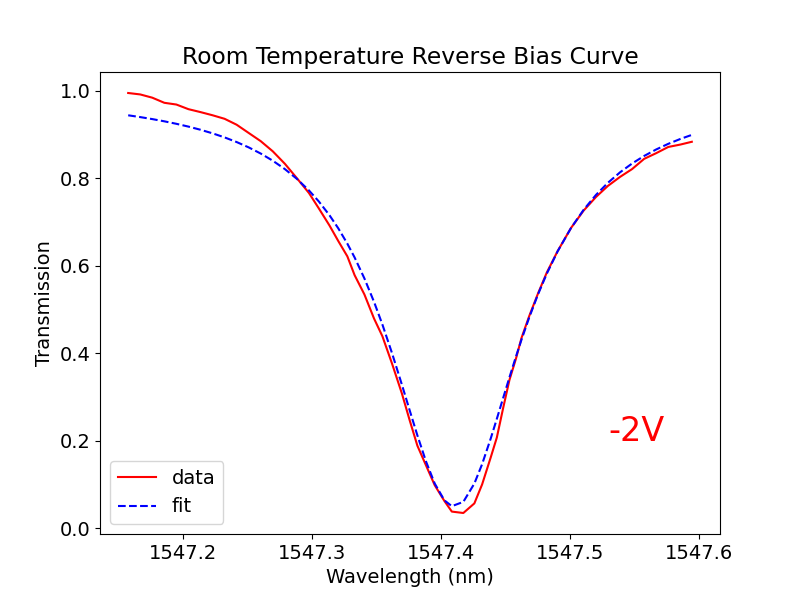 Room Temperature Reverse Bias Curve
1.0
0.8
0.6
0.4
0.2
0.0
Transmission
-2V
data
fit
1547.2 1547.3 1547.4 1547.5 1547.6
Wavelength (nm)